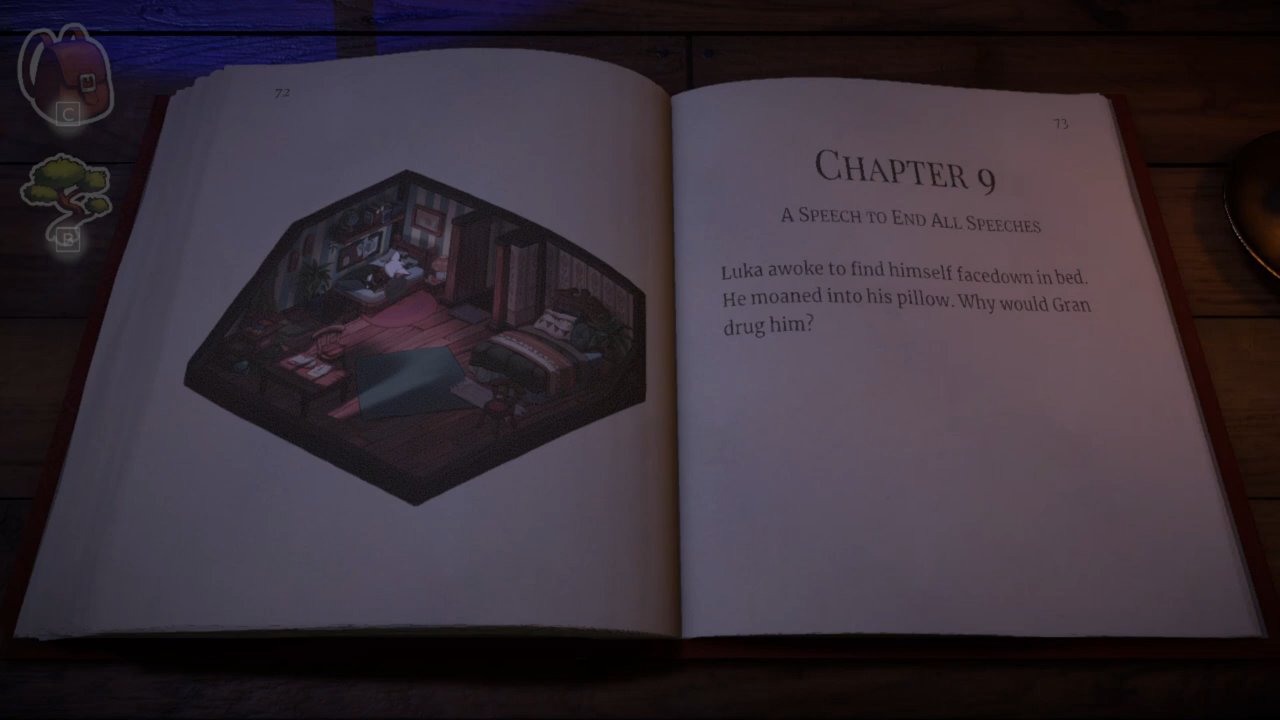 C
B
72
73
CHAPTER 9
A SPEECH TO END ALL SPEECHES
Luka awoke to find himself facedown in bed.
He moaned into his pillow. Why would Gran
drug him?